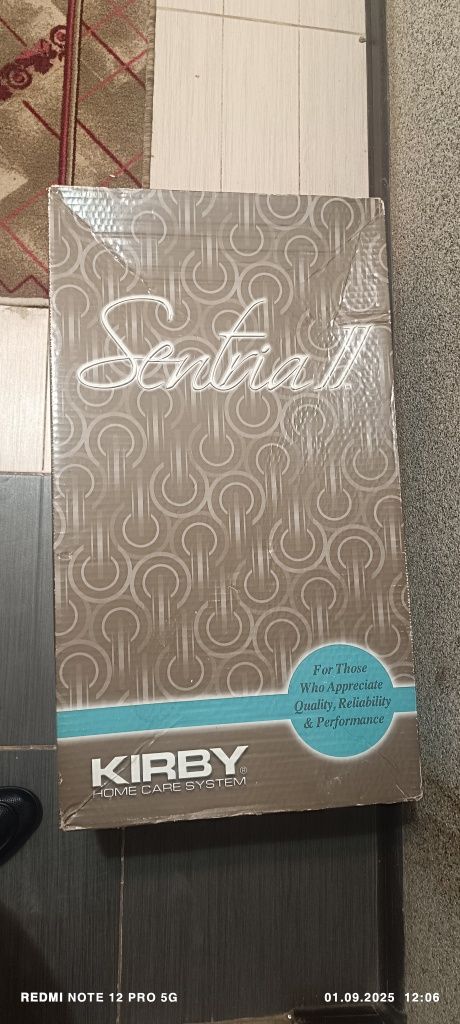 Sentria II
For Those
Who Appreciate
Quality, Reliability
& Performance
KIRBY®
HOME CARE SYSTEM
REDMI NOTE 12 PRO 5G
01.09.2025 12:06